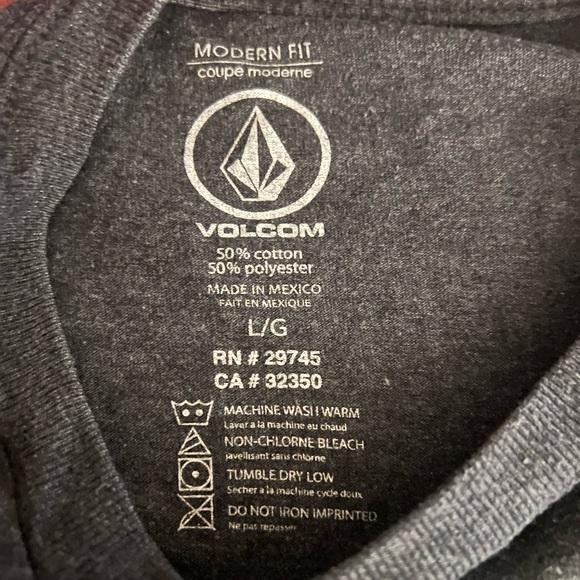 MODERN FIT
coupe moderne
VOLCOM
50% cotton
50% polyester
MADE IN MEXICO
FAIT EN MEXIQUE
L/G
RN # 29745
CA # 32350
MACHINE WASH WARM
Laver a la machine au chaud
NON-CHLORNE BLEACH
javellisant sans chlorne
TUMBLE DRY LOW
Secher a la machine cycle doux
DO NOT IRON IMPRINTED
Ne pas repasser